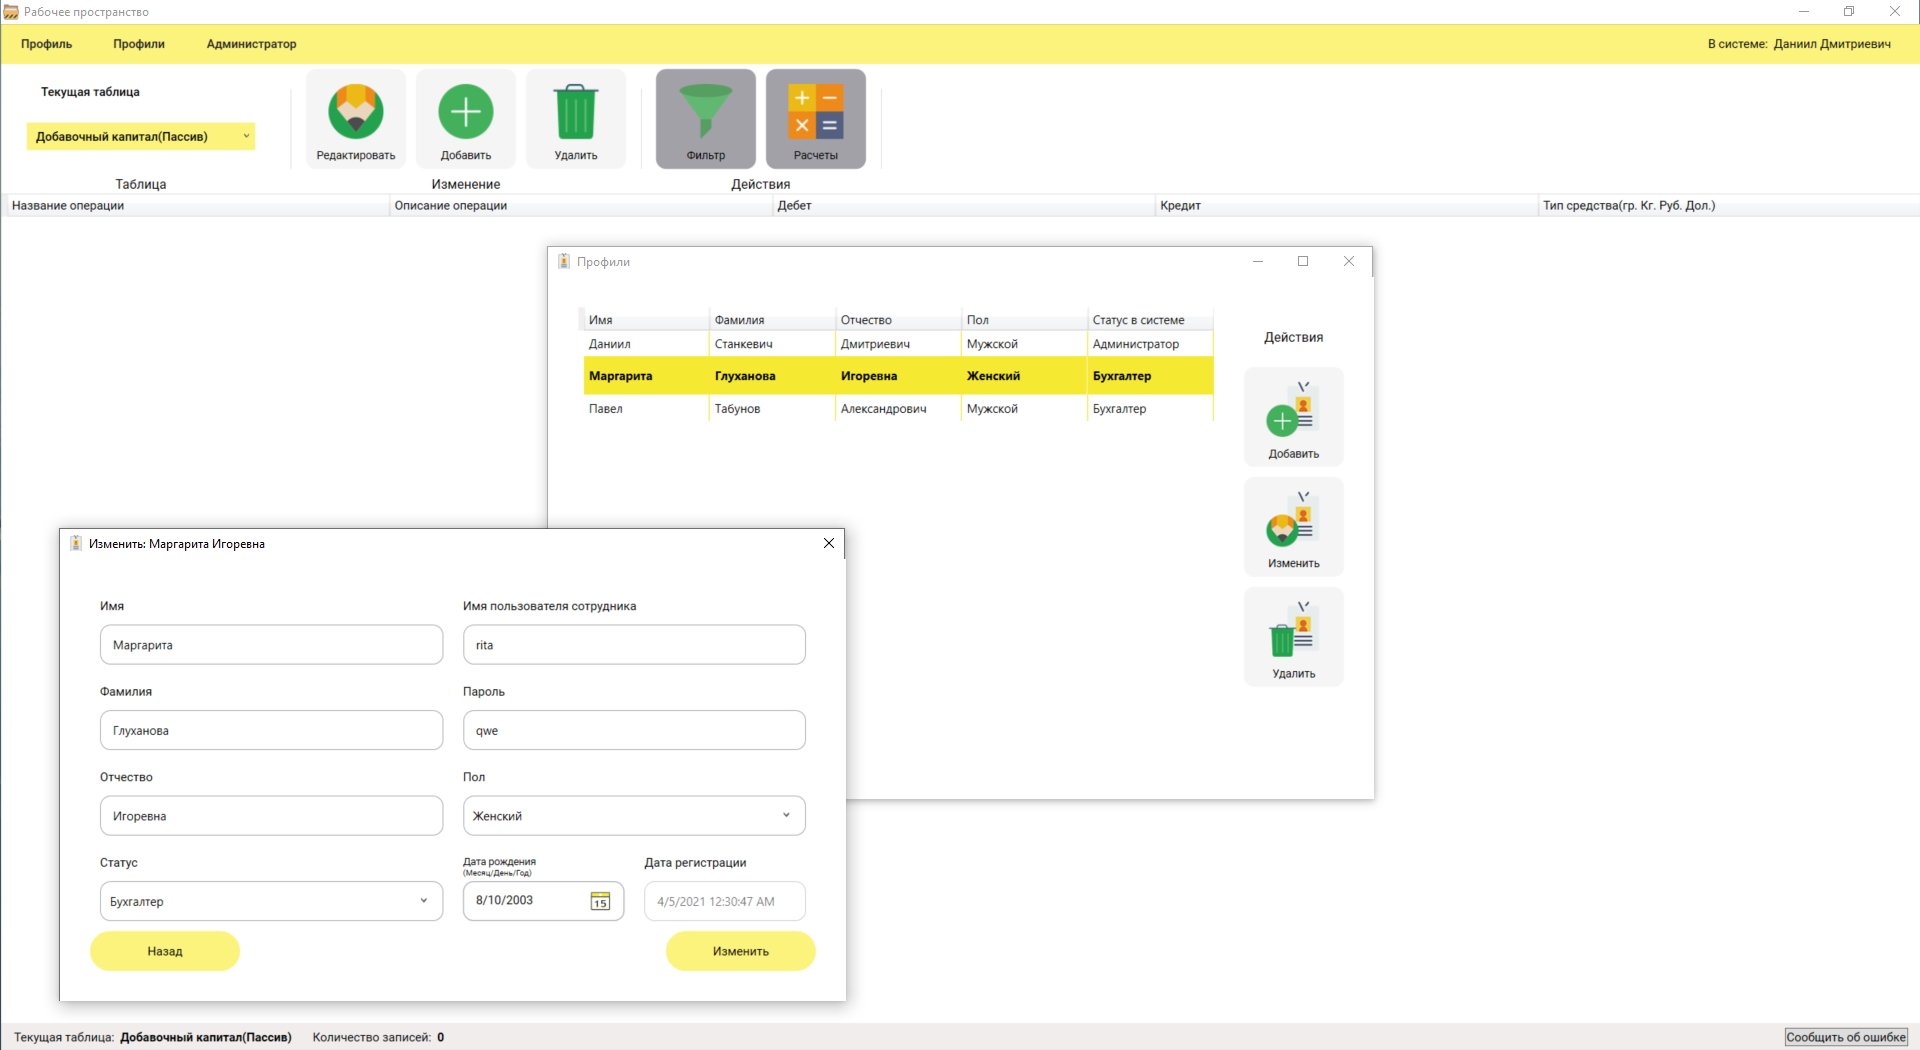 Рабочее пространство
Профиль Профили Администратор В системе: Даниил Дмитриевич
Текущая таблица
Добавочный капитал(Пассив)
Редактировать Добавить Удалить Фильтр Расчеты
Таблица Изменение Действия
Название операции Описание операции Дебет Кредит Тип средства(гр. Кг. Руб. Дол.)
Профили
Имя Фамилия Отчество Пол Статус в системе
Даниил Станкевич Дмитриевич Мужской Администратор
Маргарита Глуханова Игоревна Женский Бухгалтер
Павел Табунов Александрович Мужской Бухгалтер
Действия
Добавить
Изменить
Удалить
Изменить: Маргарита Игоревна
Имя Имя пользователя сотрудника
Маргарита rita
Фамилия Пароль
Глуханова qwe
Отчество Пол
Игоревна Женский
Статус Дата рождения Дата регистрации
(Месяц/День/Год)
Бухгалтер 8/10/2003 15 4/5/2021 12:30:47 AM
Назад Изменить
Текущая таблица: Добавочный капитал(Пассив) Количество записей: 0 Сообщить об ошибке